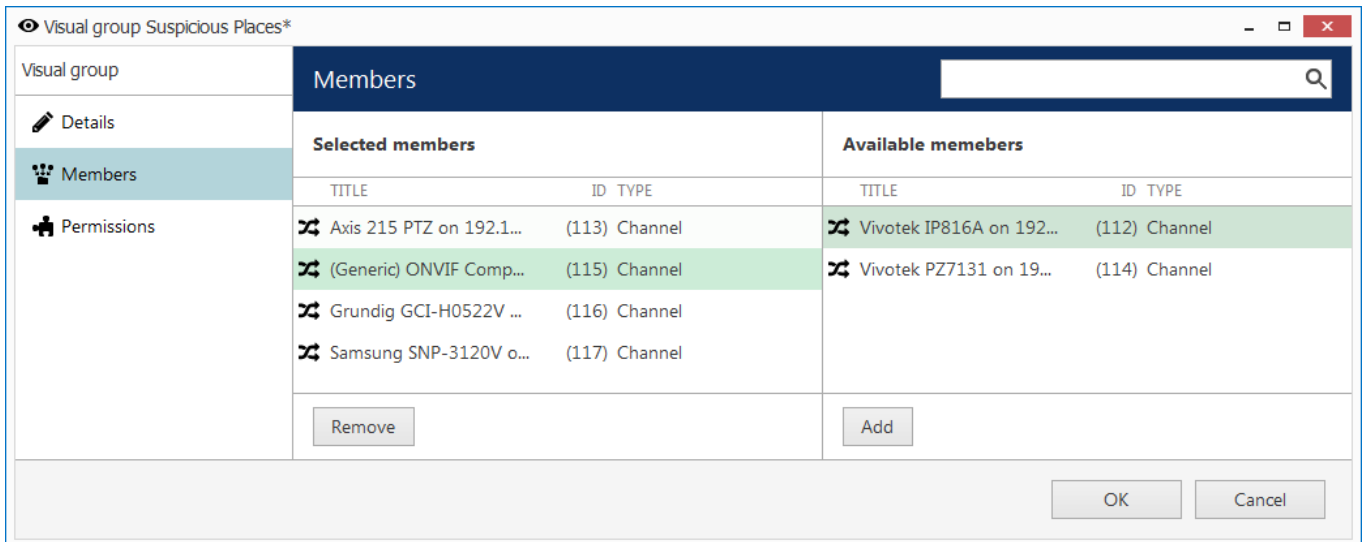 Visual group Suspicious Places*
Visual group
Details
Members
Permissions
Members
Selected members
TITLE ID TYPE
Axis 215 PTZ on 192.1... (113) Channel
(Generic) ONVIF Comp... (115) Channel
Grundig GCI-H0522V ... (116) Channel
Samsung SNP-3120V o... (117) Channel
Remove
Available memebers
TITLE ID TYPE
Vivotek IP816A on 192... (112) Channel
Vivotek PZ7131 on 19... (114) Channel
Add
OK Cancel